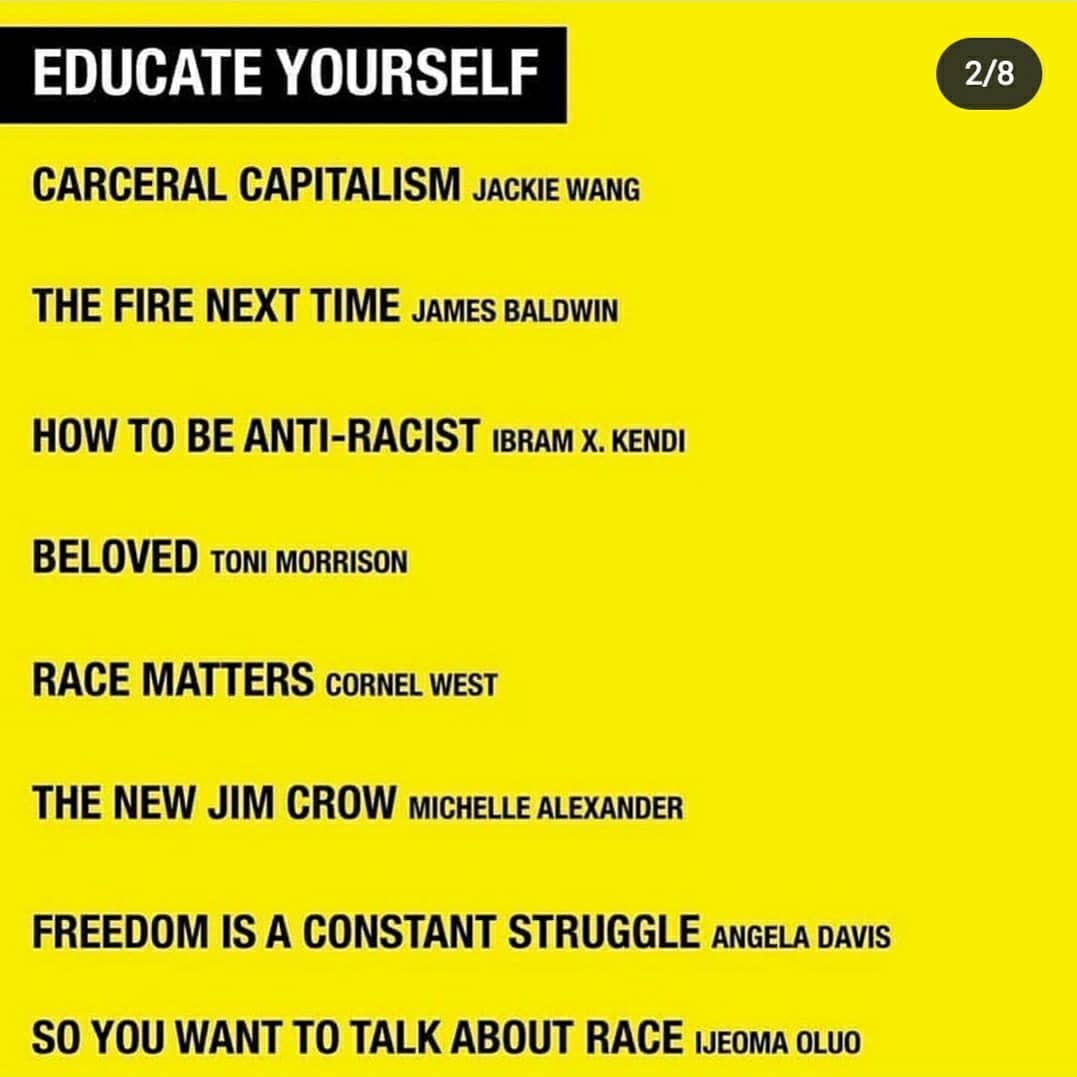 EDUCATE YOURSELF
2/8
CARCERAL CAPITALISM JACKIE WANG
THE FIRE NEXT TIME JAMES BALDWIN
HOW TO BE ANTI-RACIST IBRAM X. KENDI
BELOVED TONI MORRISON
RACE MATTERS CORNEL WEST
THE NEW JIM CROW MICHELLE ALEXANDER
FREEDOM IS A CONSTANT STRUGGLE ANGELA DAVIS
SO YOU WANT TO TALK ABOUT RACE IJEOMA OLUO